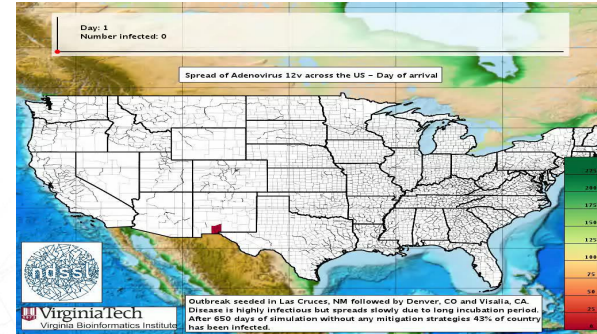 Day: 1
Number infected: 0
Spread of Adenovirus 12v across the US - Day of arrival
200
175
150
125
100
75
50
25
ndssl
VirginiaTech
Virginia Bioinformatics Institute
Outbreak seeded in Las Cruces, NM followed by Denver, CO and Visalia, CA.
Disease is highly infectious but spreads slowly due to long incubation period.
After 650 days of simulation without any mitigation strategies 43% of country
has been infected.